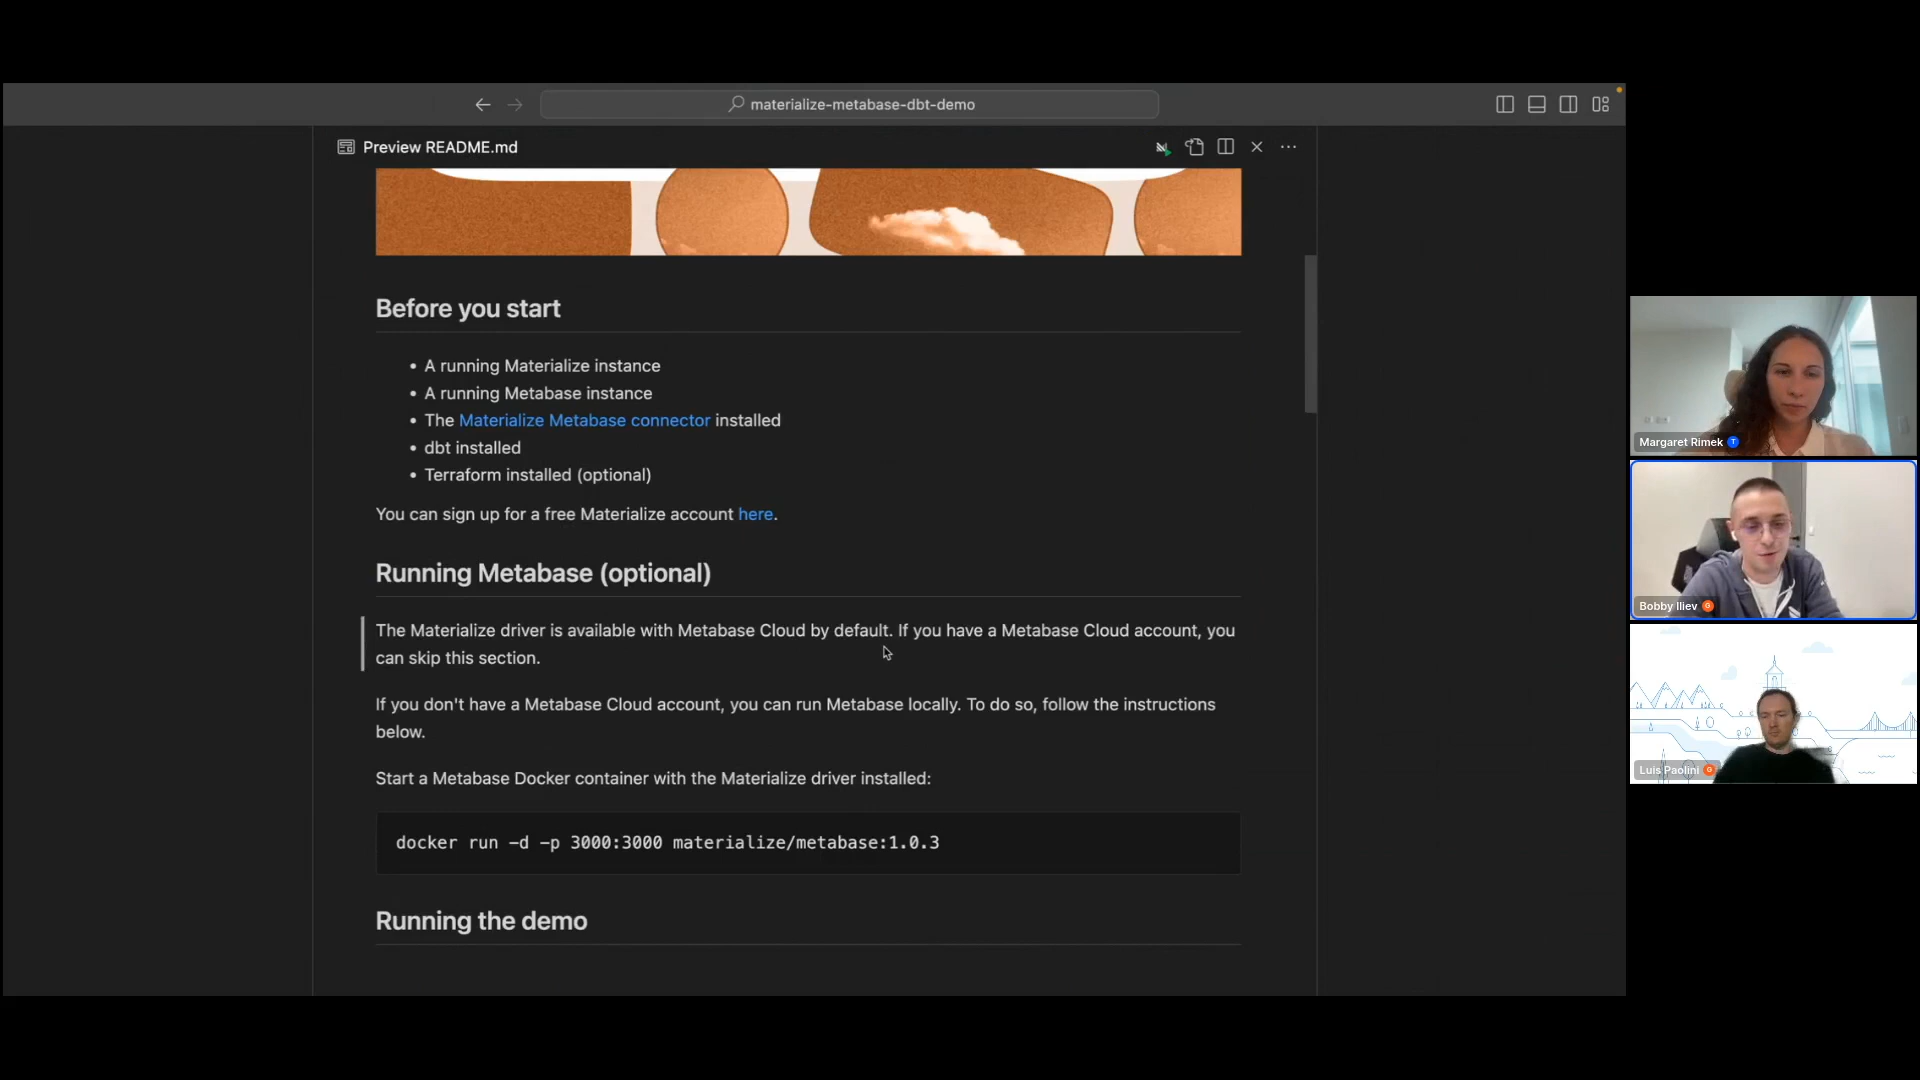 materialize-metabase-dbt-demo
Preview README.md
Before you start
• A running Materialize instance
• A running Metabase instance
• The Materialize Metabase connector installed
• dbt installed
• Terraform installed (optional)
You can sign up for a free Materialize account here.
Running Metabase (optional)
The Materialize driver is available with Metabase Cloud by default. If you have a Metabase Cloud account, you
can skip this section.
If you don't have a Metabase Cloud account, you can run Metabase locally. To do so, follow the instructions
below.
Start a Metabase Docker container with the Materialize driver installed:
docker run -d -p 3000:3000 materialize/metabase:1.0.3
Running the demo
Margaret Rimek T
Bobby Iliev G
Luis Paolini G